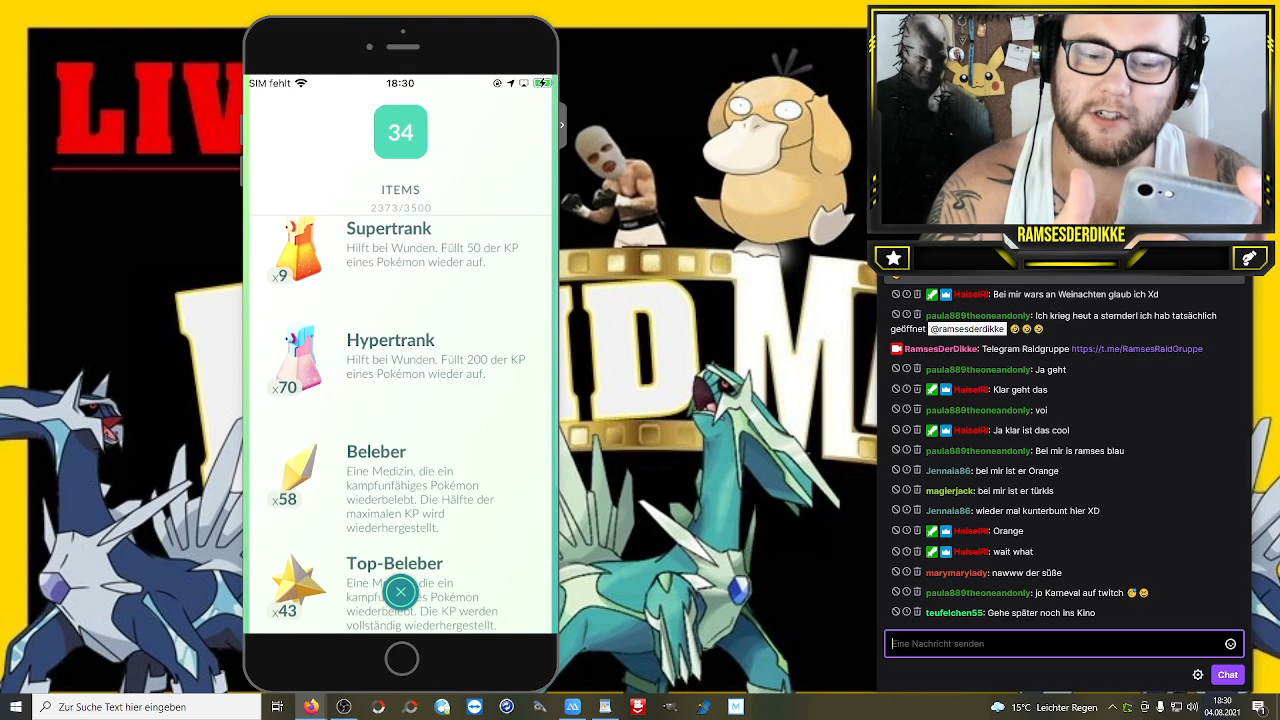 LIV
D M
SIM fehlt
18:30
34
ITEMS
2373/3500
Supertrank
Hilft bei Wunden. Füllt 50 der KP
eines Pokémon wieder auf.
x9
Hypertrank
Hilft bei Wunden. Füllt 200 der KP
eines Pokémon wieder auf.
x70
Beleber
Eine Medizin, die ein
kampfunfähiges Pokémon
wiederbelebt. Die Hälfte der
maximalen KP wird
wiederhergestellt.
x58
Top-Beleber
die ein
Pokémon
wiederbelebt. Die KP werden
vollständig wiederhergestellt.
x43
RAMSESDERDIKKE
HaiselRI: Bei mir wars an Weinachten glaub ich Xd
paula889theoneandonly: Ich krieg heut a sternderl ich hab tatsächlich
geöffnet @ramsesderdikke
RamsesDerDikke: Telegram Raidgruppe https://t.me/RamsesRaidGruppe
paula889theoneandonly: Ja geht
HaiselRI: Klar geht das
paula889theoneandonly: voi
HaiselRI: Ja klar ist das cool
paula889theoneandonly: Bei mir is ramses blau
Jennaia86: bei mir ist er Orange
magierjack: bei mir ist er türkis
Jennaia86: wieder mal kunterbunt hier XD
HaiselRI: Orange
HaiselRI: wait what
marymarylady: nawww der süße
paula889theoneandonly: jo Karneval auf twitch
teufelchen55: Gehe später noch ins Kino
Eine Nachricht senden
Chat
Zur Suche Text hier eingeben
15°C
18:30
04.08.2021